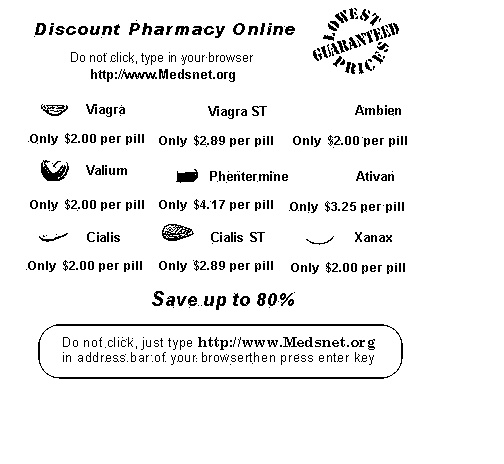 Discount Pharmacy Online
LOWEST
GUARANTEED
PRICES
Do not click, type in your browser
http://www.Medsnet.org
Viagra Viagra ST Ambien
Only $2.00 per pill Only $2.89 per pill Only $2.00 per pill
Valium Phentermine Ativan
Only $2.00 per pill Only $4.17 per pill Only $3.25 per pill
Cialis Cialis ST Xanax
Only $2.00 per pill Only $2.89 per pill Only $2.00 per pill
Save up to 80%
Do not click, just type http://www.Medsnet.org
in address bar of your browser then press enter key